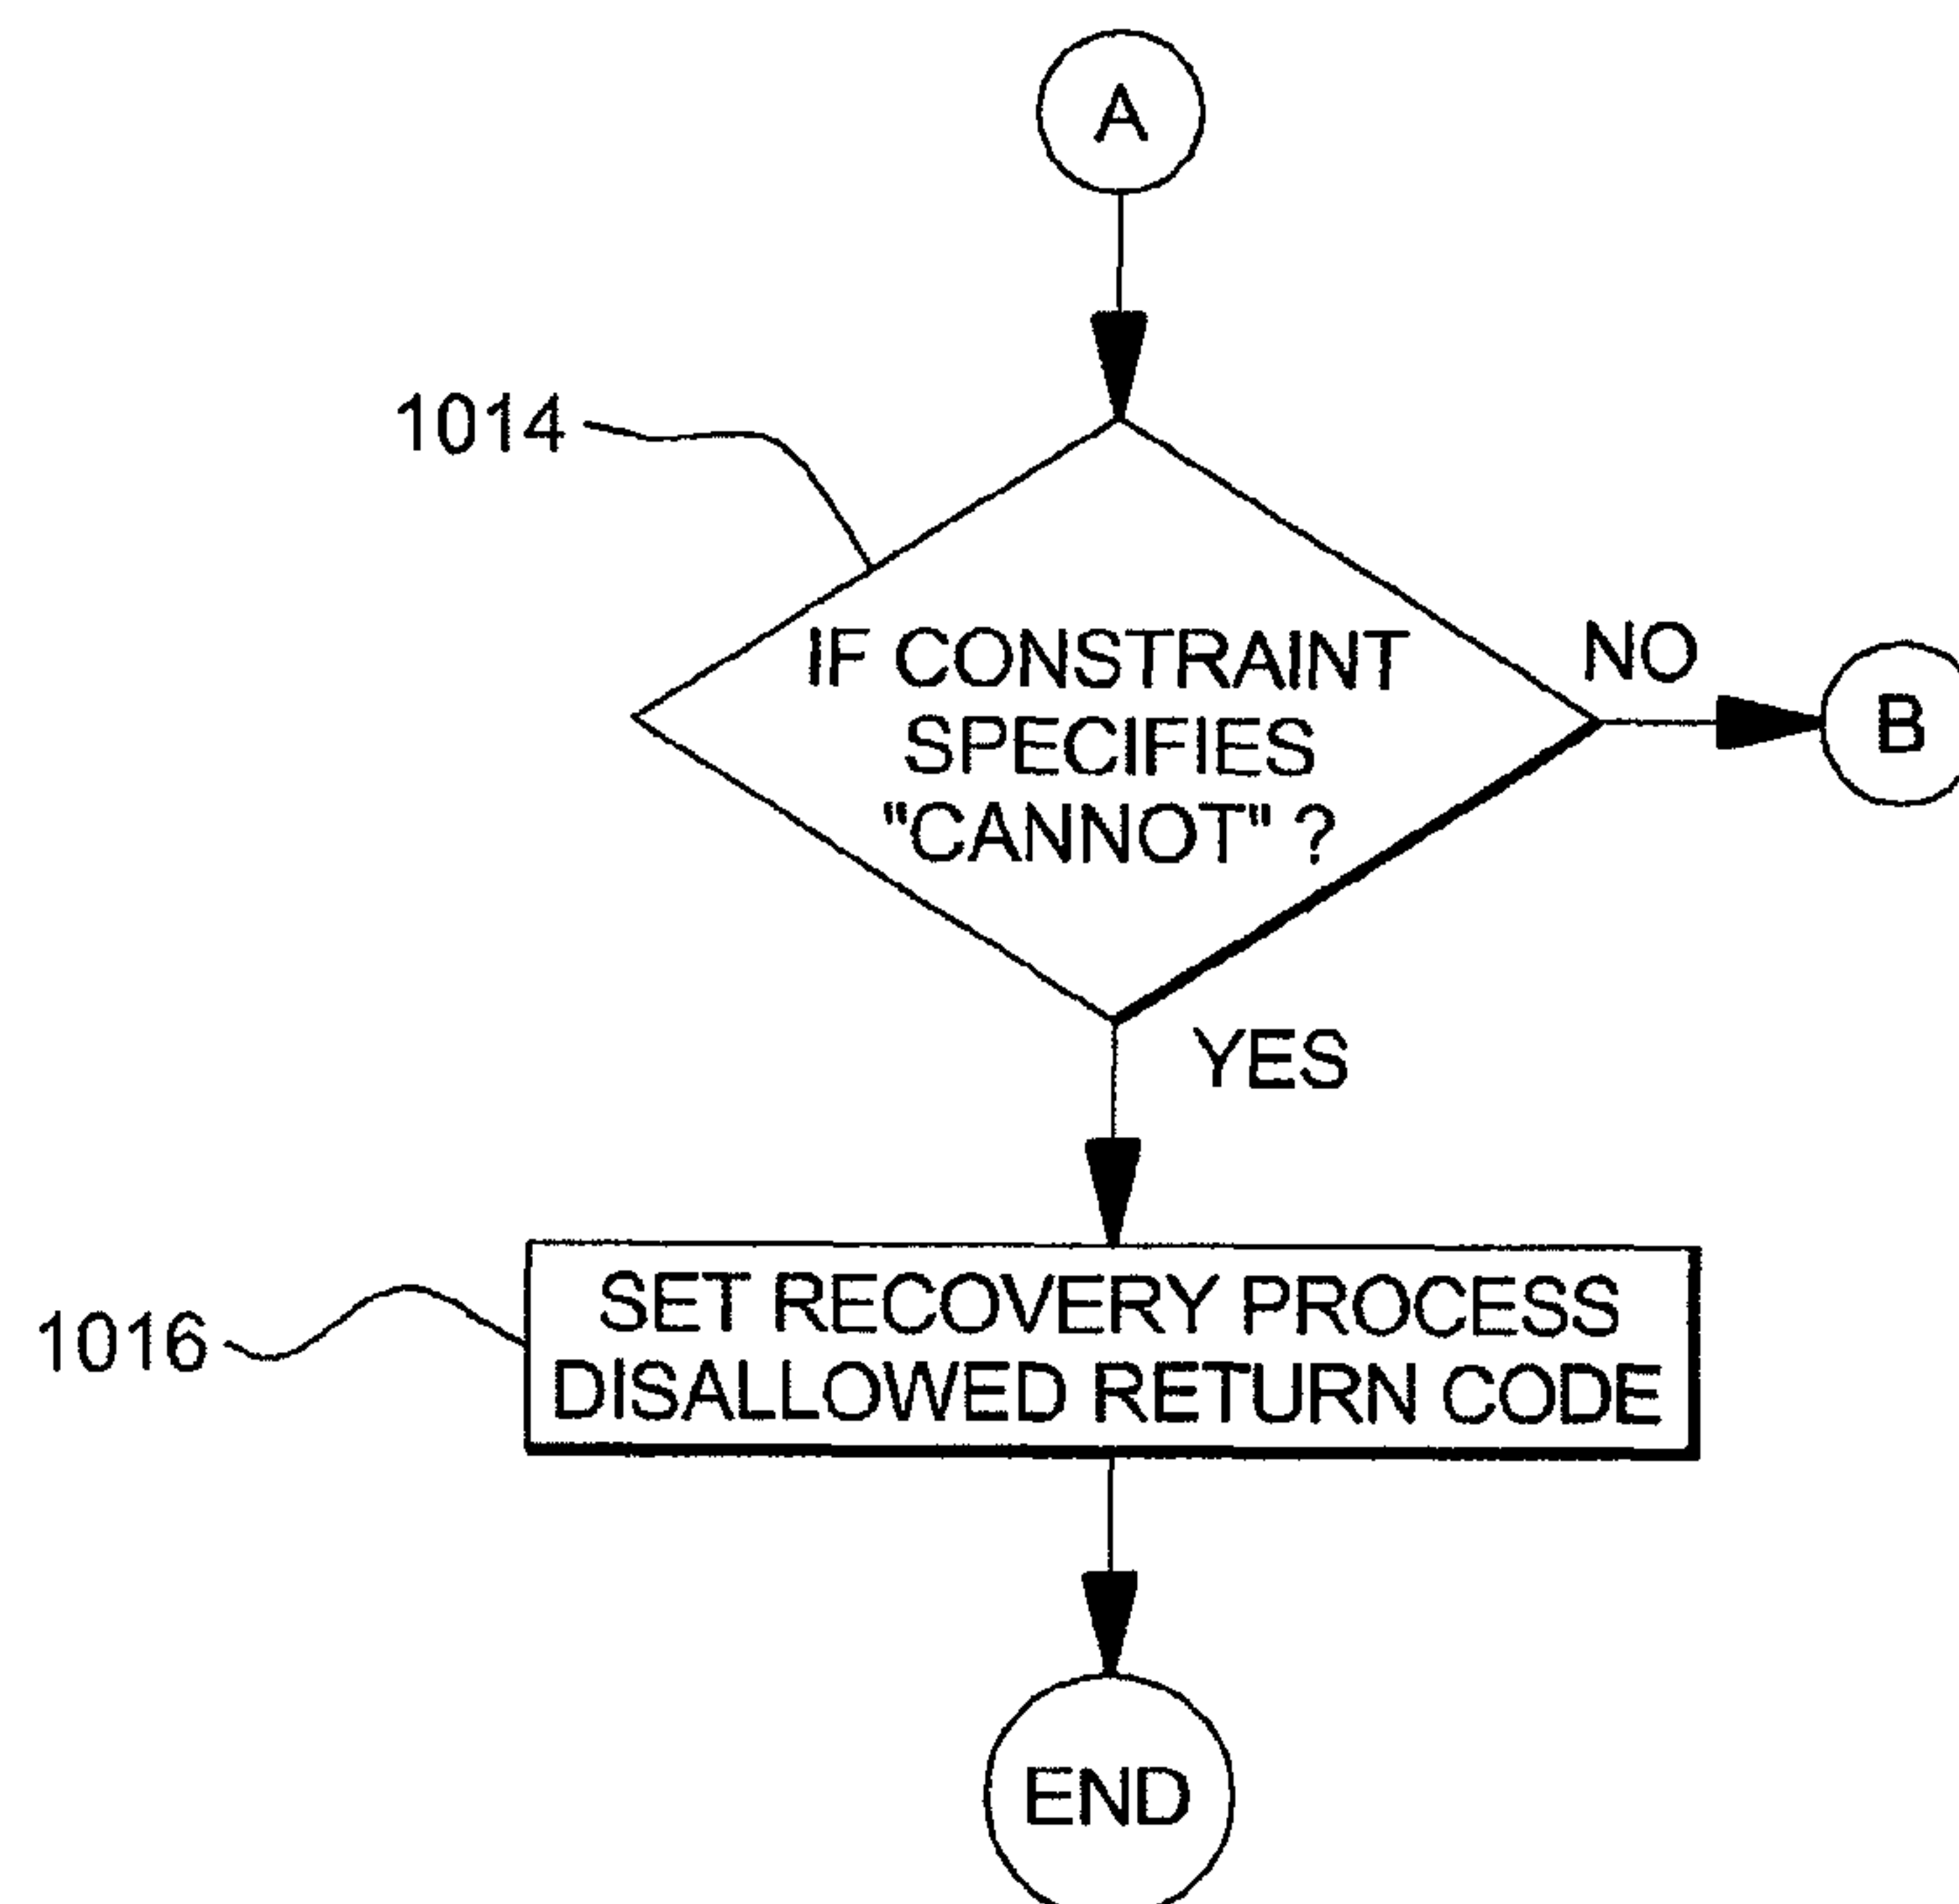 A
1014
IF CONSTRAINT
SPECIFIES
"CANNOT" ?
NO
B
YES
1016
SET RECOVERY PROCESS
DISALLOWED RETURN CODE
END